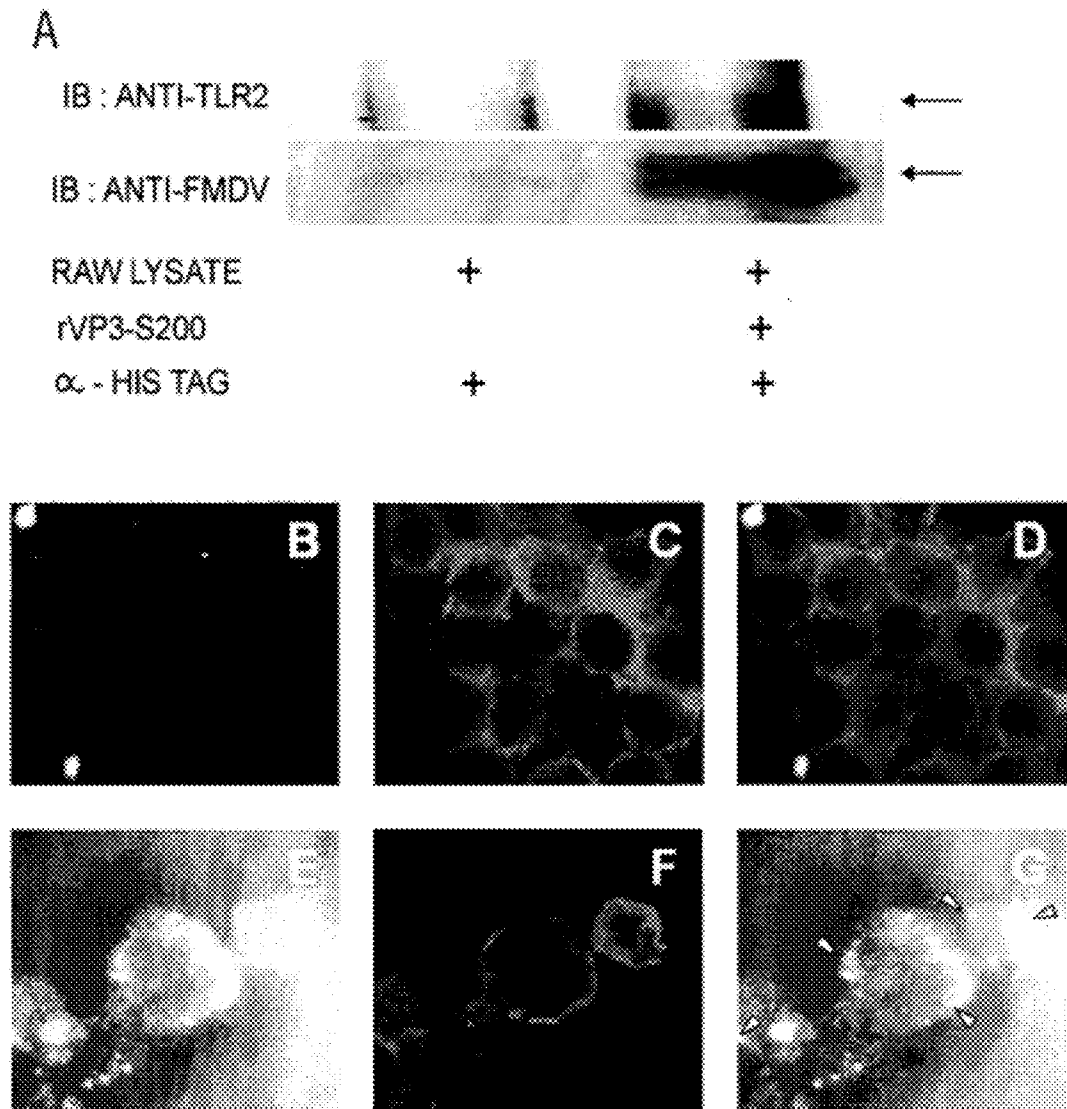 A
IB : ANTI-TLR2
IB : ANTI-FMDV
RAW LYSATE + +
rVP3-S200 +
α - HIS TAG + +
B C D
E F G